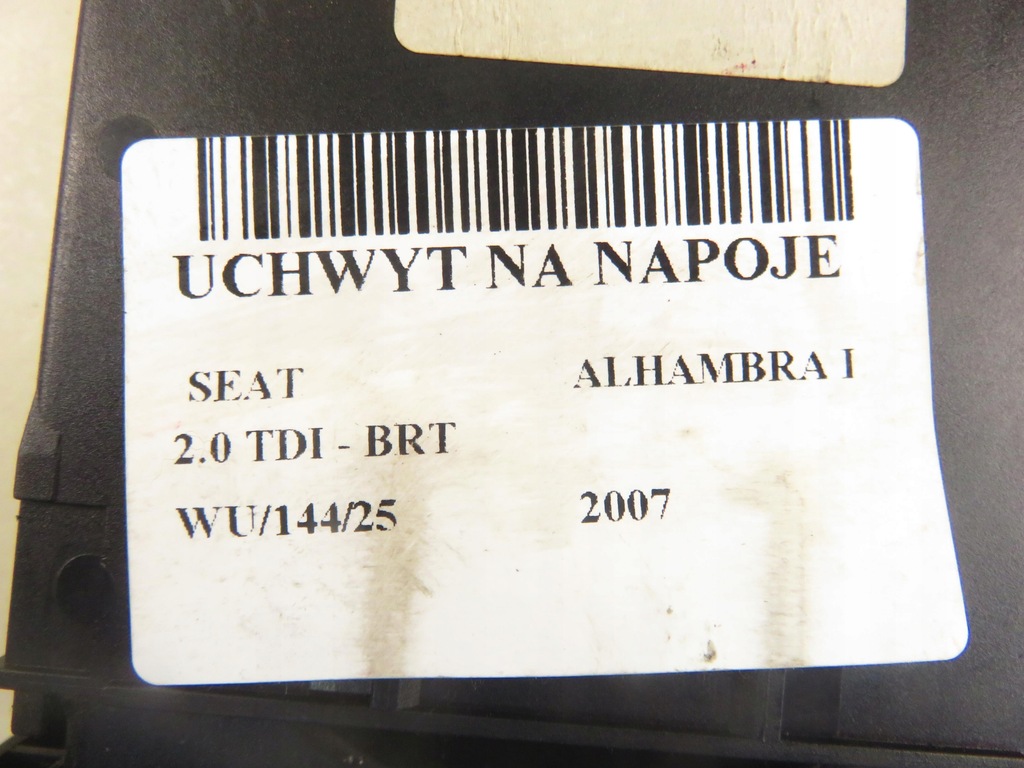 UCHWYT NA NAPOJE
SEAT ALHAMBRA I
2.0 TDI - BRT
WU/144/25 2007